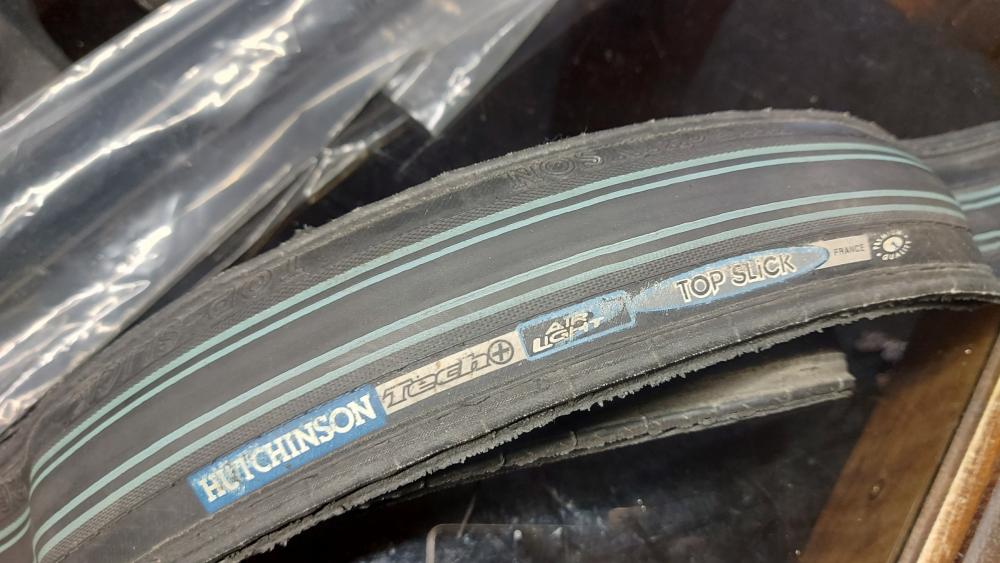 HUTCHINSON
Tech+
AIR
LIGHT
TOP SLiCK
FRANCE